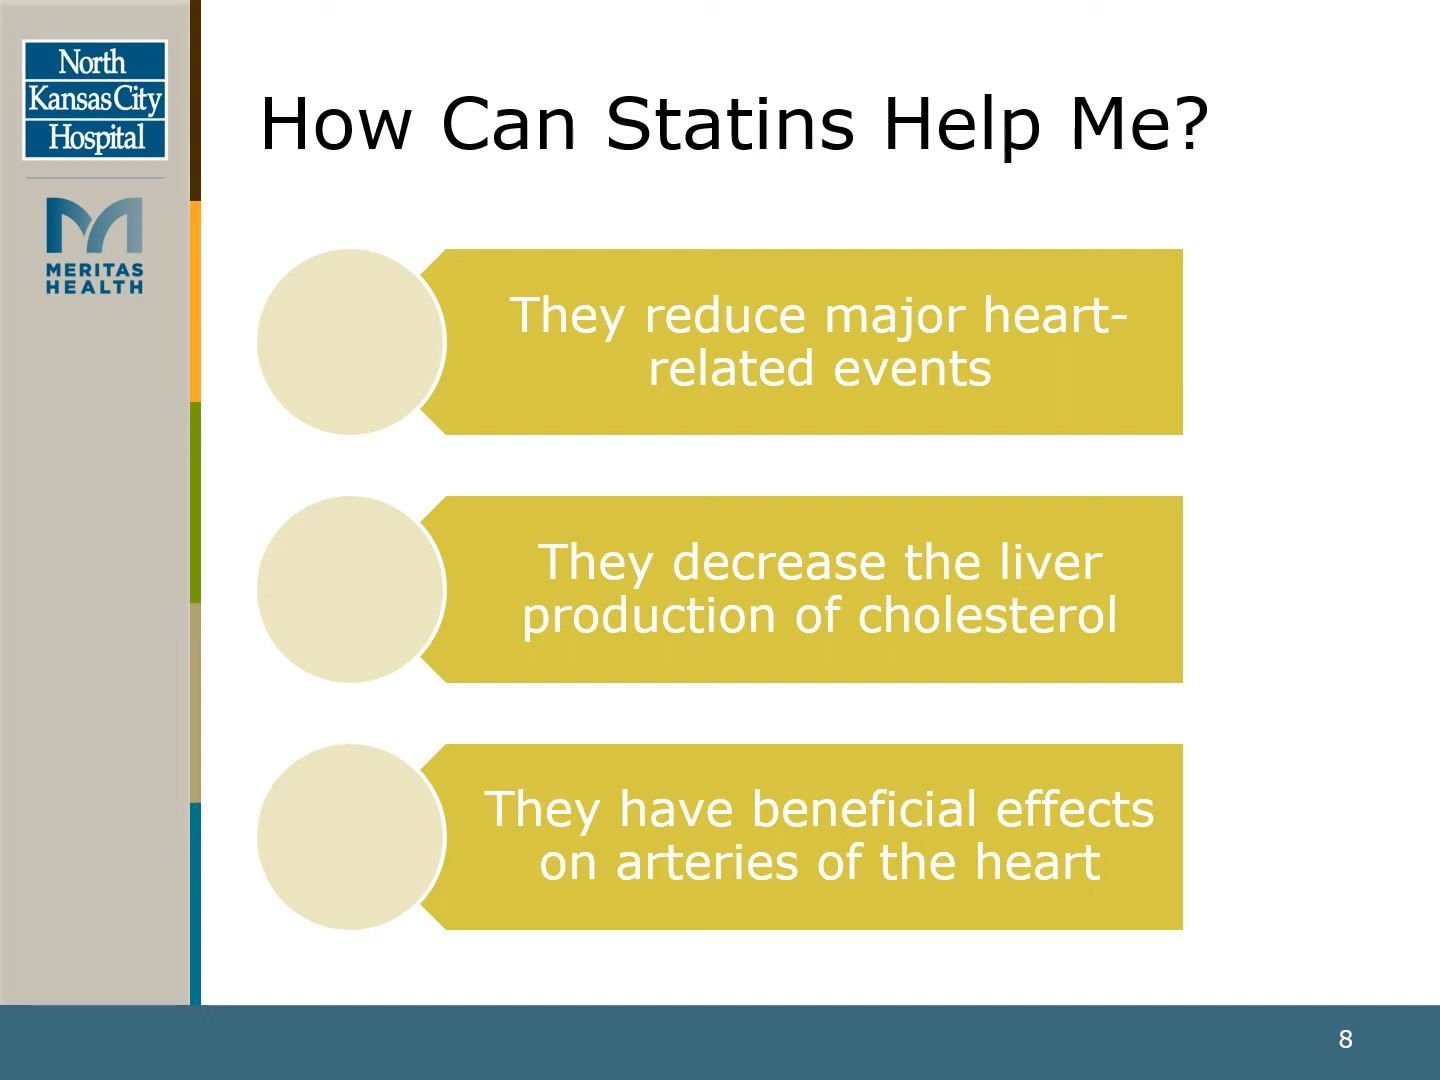 North
Kansas City
Hospital
MERITAS
HEALTH
How Can Statins Help Me?
They reduce major heart-
related events
They decrease the liver
production of cholesterol
They have beneficial effects
on arteries of the heart
8